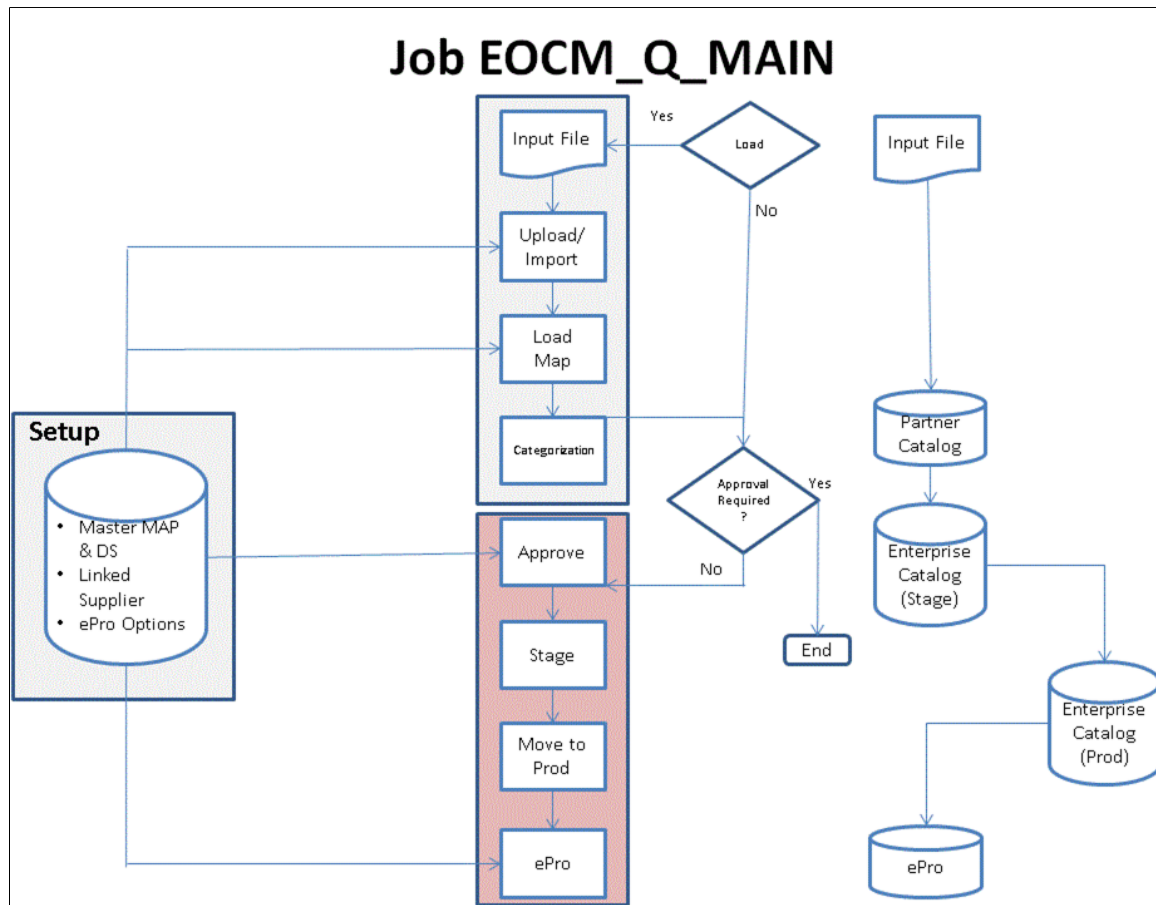 Job EOCM_Q_MAIN
Input File
Yes
Load
No
Input File
Upload/
Import
Load
Map
Categorization
Setup
• Master MAP
& DS
• Linked
Supplier
• ePro Options
Approval
Required
?
Yes
No
End
Approve
Stage
Move to
Prod
ePro
Partner
Catalog
Enterprise
Catalog
(Stage)
Enterprise
Catalog
(Prod)
ePro